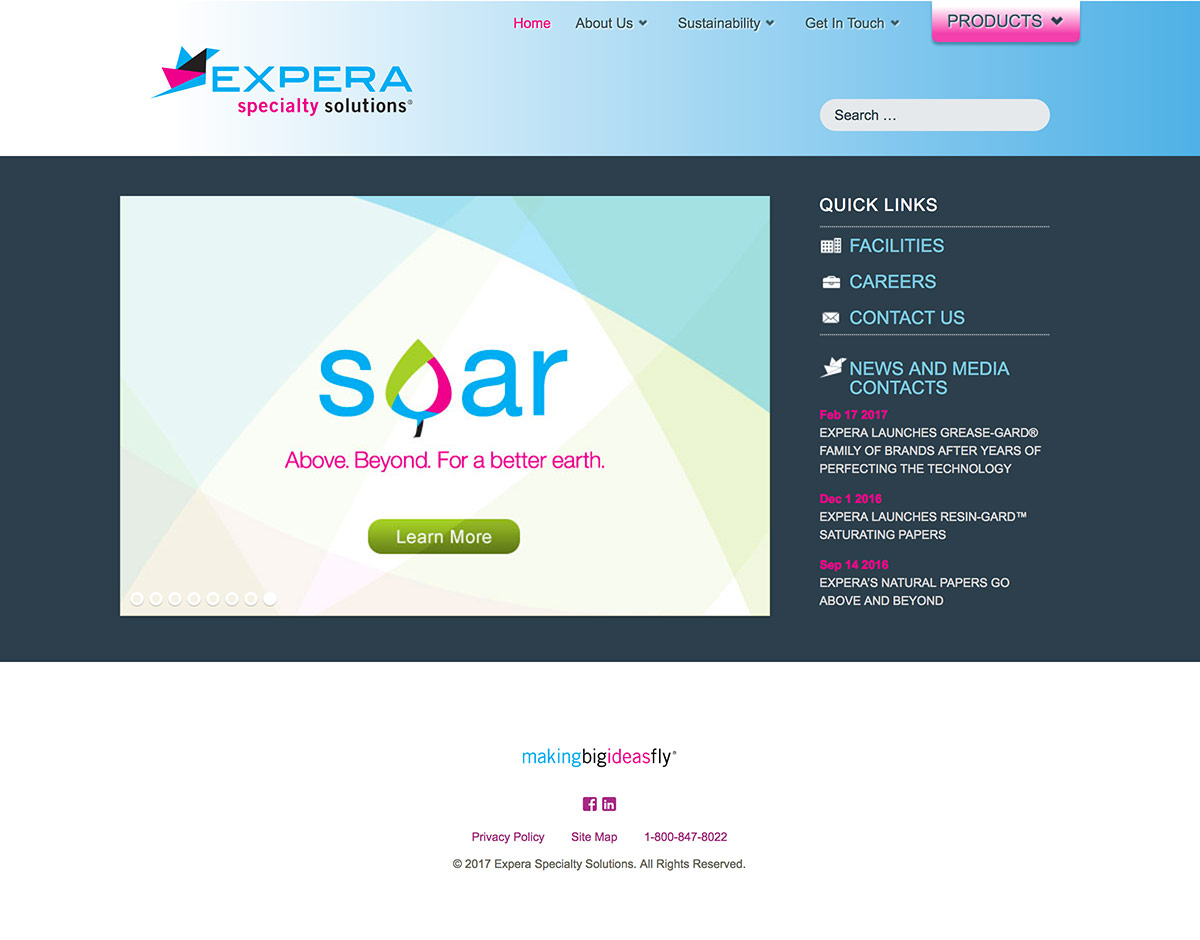 Home About Us Sustainability Get In Touch PRODUCTS
EXPERA
specialty solutions®
Search ...
soar
Above. Beyond. For a better earth.
Learn More
QUICK LINKS
FACILITIES
CAREERS
CONTACT US
NEWS AND MEDIA
CONTACTS
Feb 17 2017
EXPERA LAUNCHES GREASE-GARD®
FAMILY OF BRANDS AFTER YEARS OF
PERFECTING THE TECHNOLOGY
Dec 1 2016
EXPERA LAUNCHES RESIN-GARD™
SATURATING PAPERS
Sep 14 2016
EXPERA'S NATURAL PAPERS GO
ABOVE AND BEYOND
makingbigideasfly®
Privacy Policy Site Map 1-800-847-8022
© 2017 Expera Specialty Solutions. All Rights Reserved.